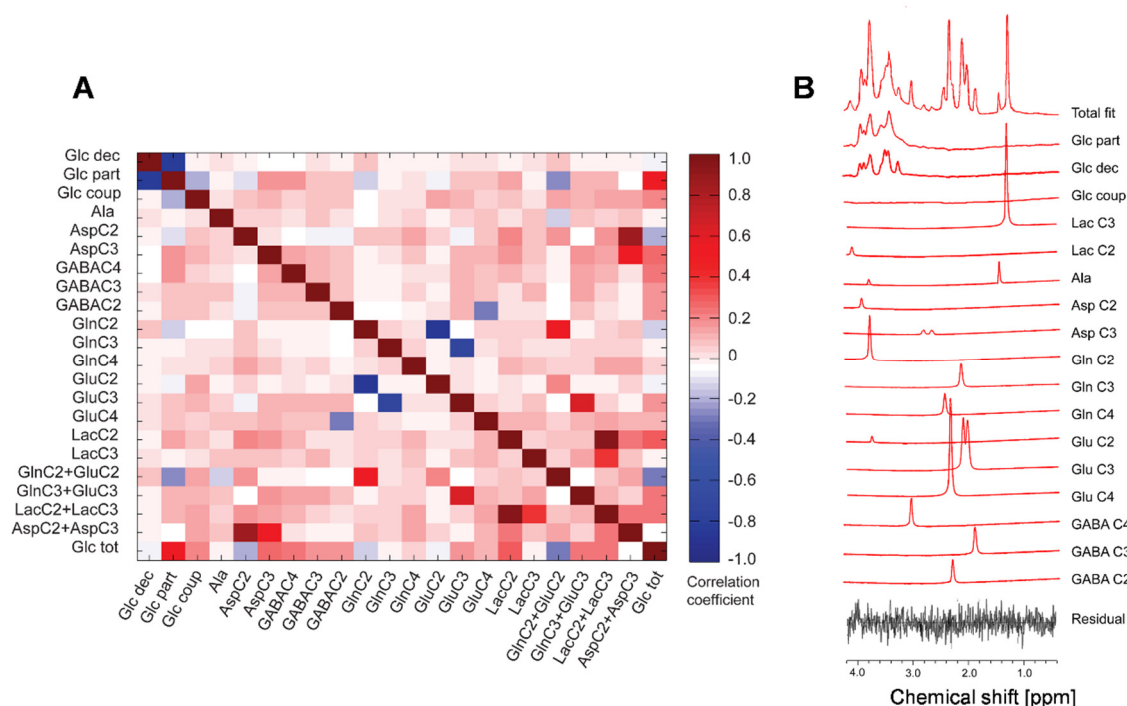 A
Glc dec
Glc part
Glc coup
Ala
AspC2
AspC3
GABAC4
GABAC3
GABAC2
GlnC2
GlnC3
GlnC4
GluC2
GluC3
GluC4
LacC2
LacC3
GlnC2+GluC2
GlnC3+GluC3
LacC2+LacC3
AspC2+AspC3
Glc tot
Glc dec
Glc part
Glc coup
Ala
AspC2
AspC3
GABAC4
GABAC3
GABAC2
GlnC2
GlnC3
GlnC4
GluC2
GluC3
GluC4
LacC2
LacC3
GlnC2+GluC2
GlnC3+GluC3
LacC2+LacC3
AspC2+AspC3
Glc tot
1.0
0.8
0.6
0.4
0.2
0
-0.2
-0.4
-0.6
-0.8
-1.0
Correlation
coefficient
B
Total fit
Glc part
Glc dec
Glc coup
Lac C3
Lac C2
Ala
Asp C2
Asp C3
Gln C2
Gln C3
Gln C4
Glu C2
Glu C3
Glu C4
GABA C4
GABA C3
GABA C2
Residual
4.0 3.0 2.0 1.0
Chemical shift [ppm]